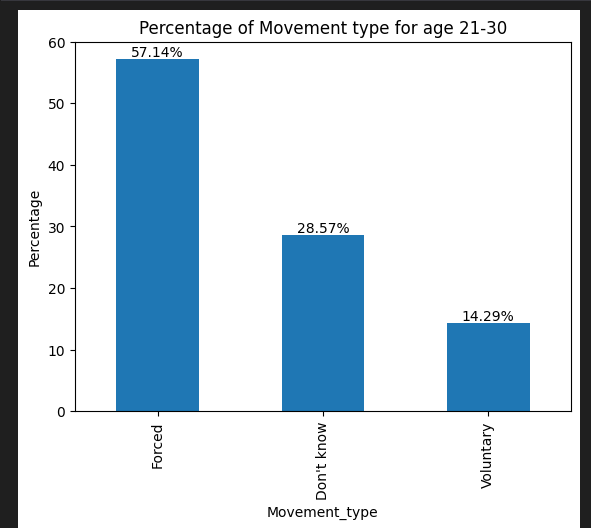 Percentage of Movement type for age 21-30
60
50
40
30
20
10
0
Percentage
57.14%
28.57%
14.29%
Forced
Don't know
Voluntary
Movement_type